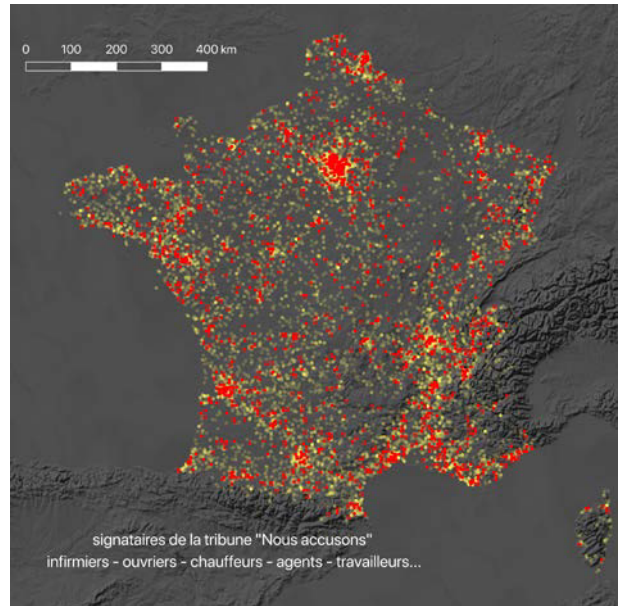 0 100 200 300 400 km
signataires de la tribune "Nous accusons"
infirmiers - ouvriers - chauffeurs - agents - travailleurs...